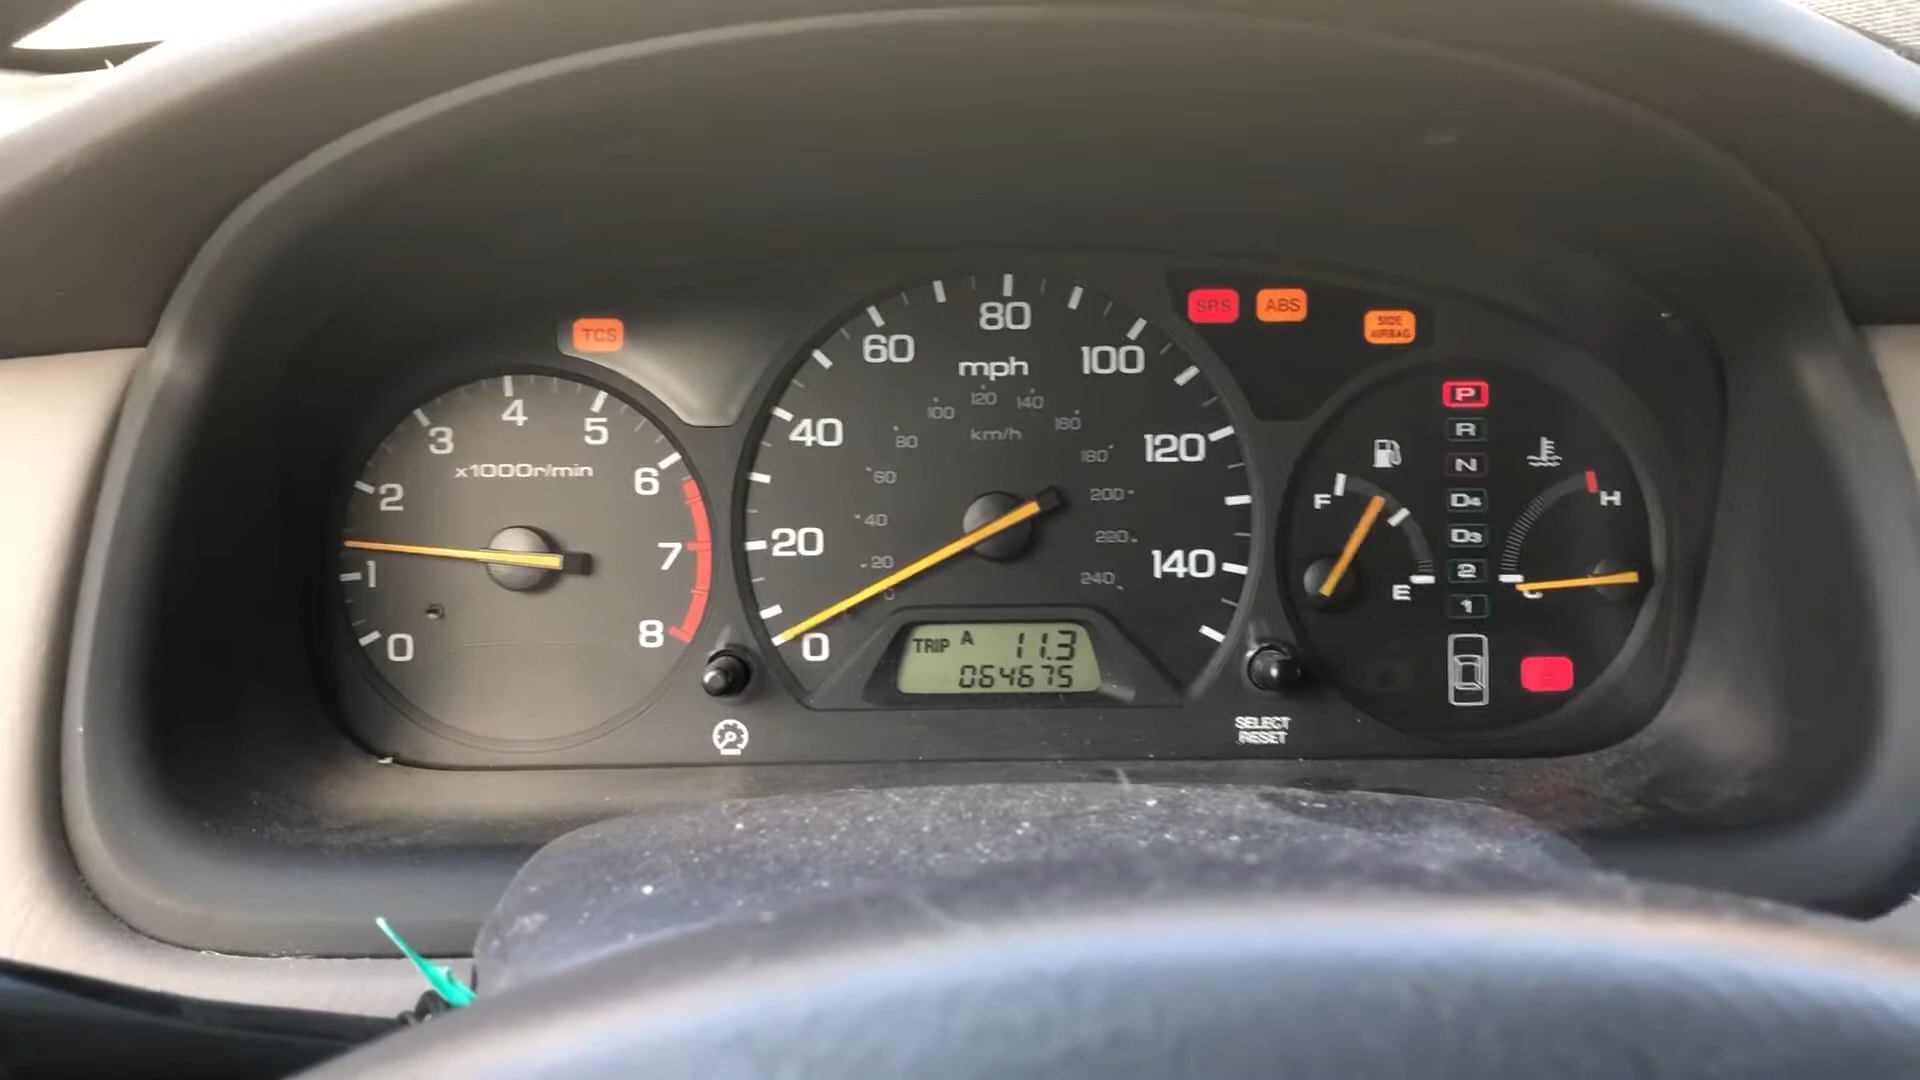 TCS
0
1
2
3
4
5
6
7
8
x1000r/min
0
20
40
60
80
100
120
140
mph
0
20
40
60
80
100
120
140
160
180
200
220
240
km/h
TRIP A 11.3
064675
SELECT
RESET
SRS
ABS
SIDE
AIRBAG
F
E
P
R
N
D4
D3
2
1
H
C